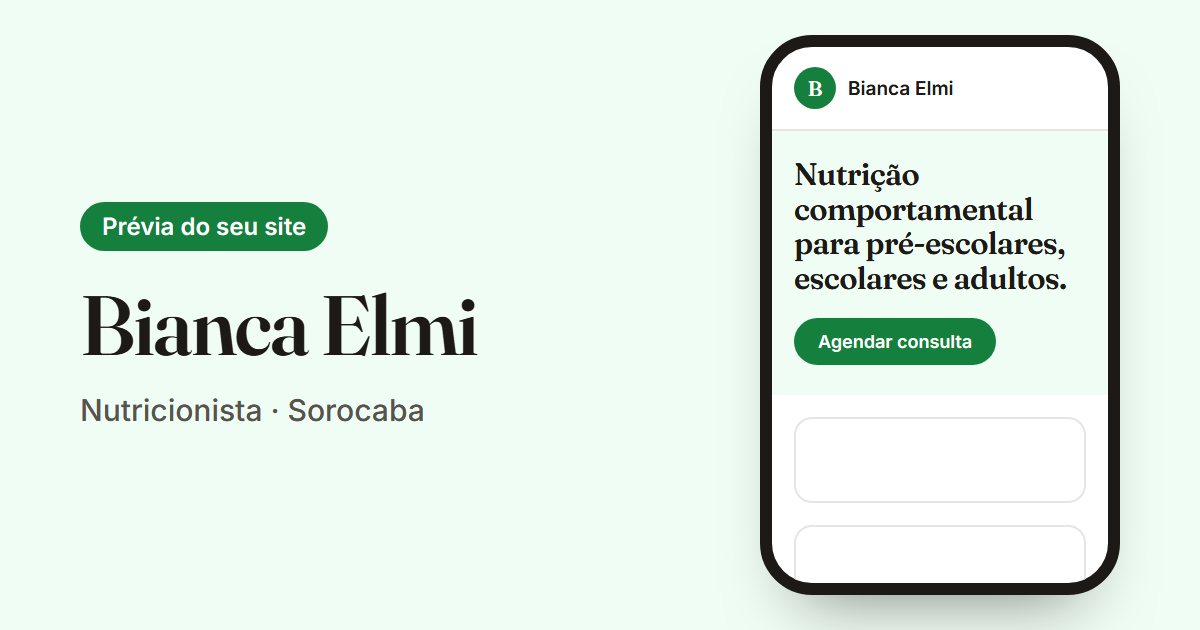 Prévia do seu site
Bianca Elmi
Nutricionista · Sorocaba
B
Bianca Elmi
Nutrição
comportamental
para pré-escolares,
escolares e adultos.
Agendar consulta